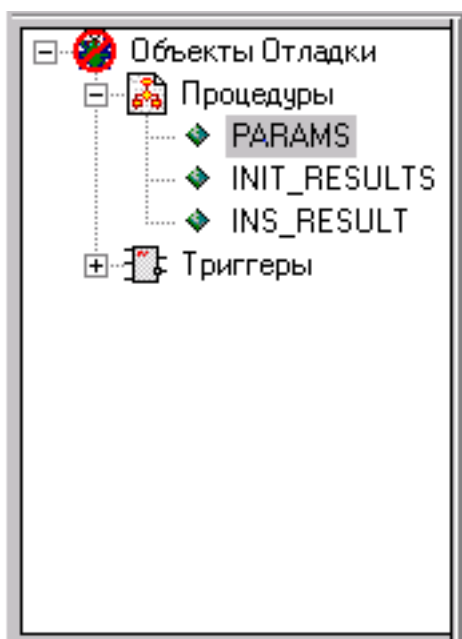 Объекты Отладки
Процедуры
PARAMS
INIT_RESULTS
INS_RESULT
Триггеры